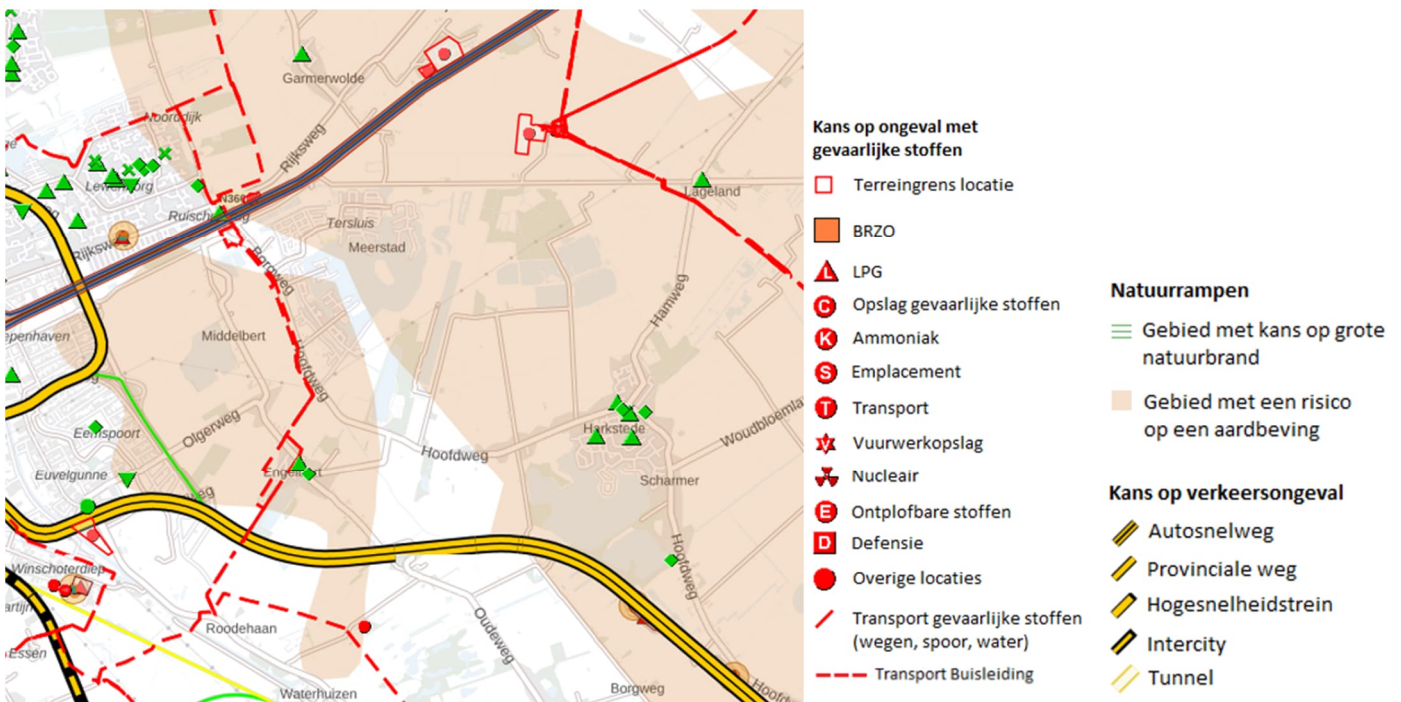 Garmerwolde
Noorddijk
Rijksweg
Lewenborg
Lageland
N360
Tersluis
Meerstad
Rijksweg
Borgweg
Hamweg
epenhaven
Middelbert
Hoofdweg
Eemspoort
Olgerweg
Harkstede
Hoofdweg
Euvelgunne
Engelbert
Scharmer
weg
Winschoterdiep
Hoofdweg
Roodehaan
Oudeweg
Essen
Waterhuizen
Borgweg
Kans op ongeval met
gevaarlijke stoffen
Terreingrens locatie
BRZO
L LPG
C Opslag gevaarlijke stoffen
K Ammoniak
S Emplacement
T Transport
V Vuurwerkopslag
Nucleair
E Ontplofbare stoffen
D Defensie
Overige locaties
Transport gevaarlijke stoffen
(wegen, spoor, water)
Transport Buisleiding
Natuurrampen
Gebied met kans op grote
natuurbrand
Gebied met een risico
op een aardbeving
Kans op verkeersongeval
Autosnelweg
Provinciale weg
Hogesnelheidstrein
Intercity
Tunnel